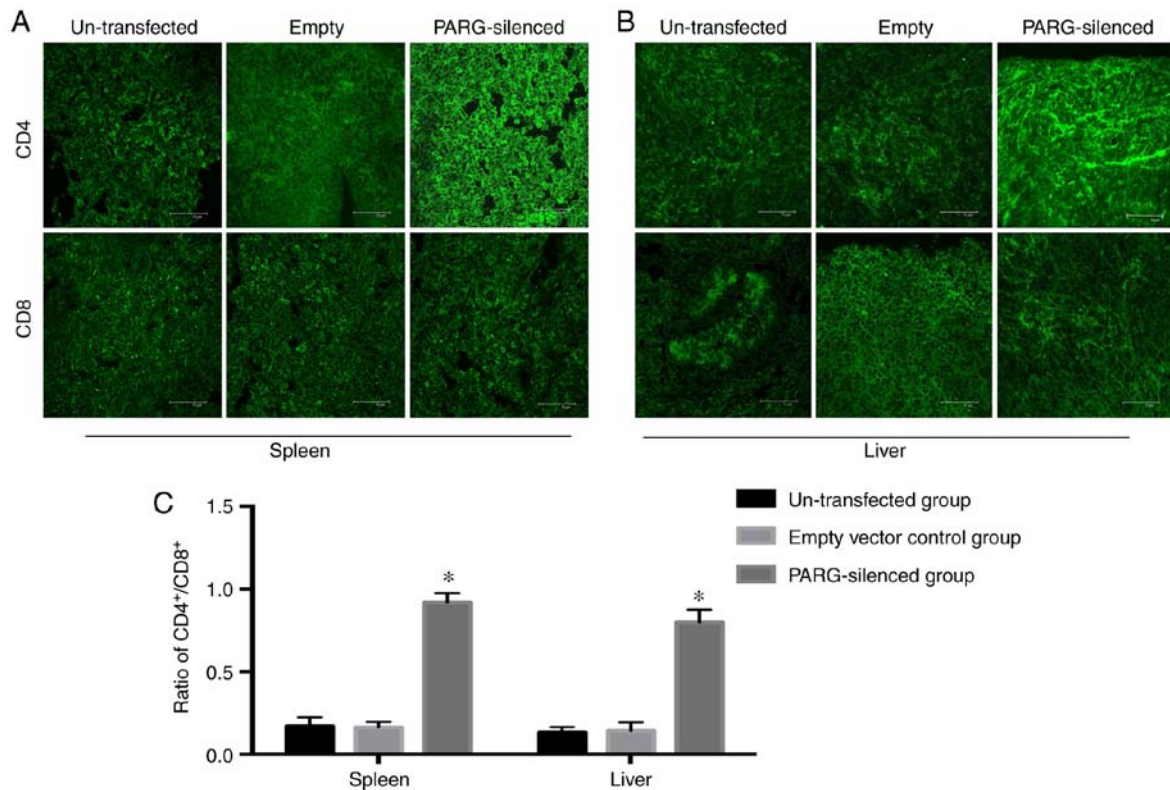 A
Un-transfected Empty PARG-silenced
CD4
CD8
Spleen
B
Un-transfected Empty PARG-silenced
Liver
C
Ratio of CD4⁺/CD8⁺
1.5
1.0
0.5
0.0
*
*
Spleen Liver
Un-transfected group
Empty vector control group
PARG-silenced group